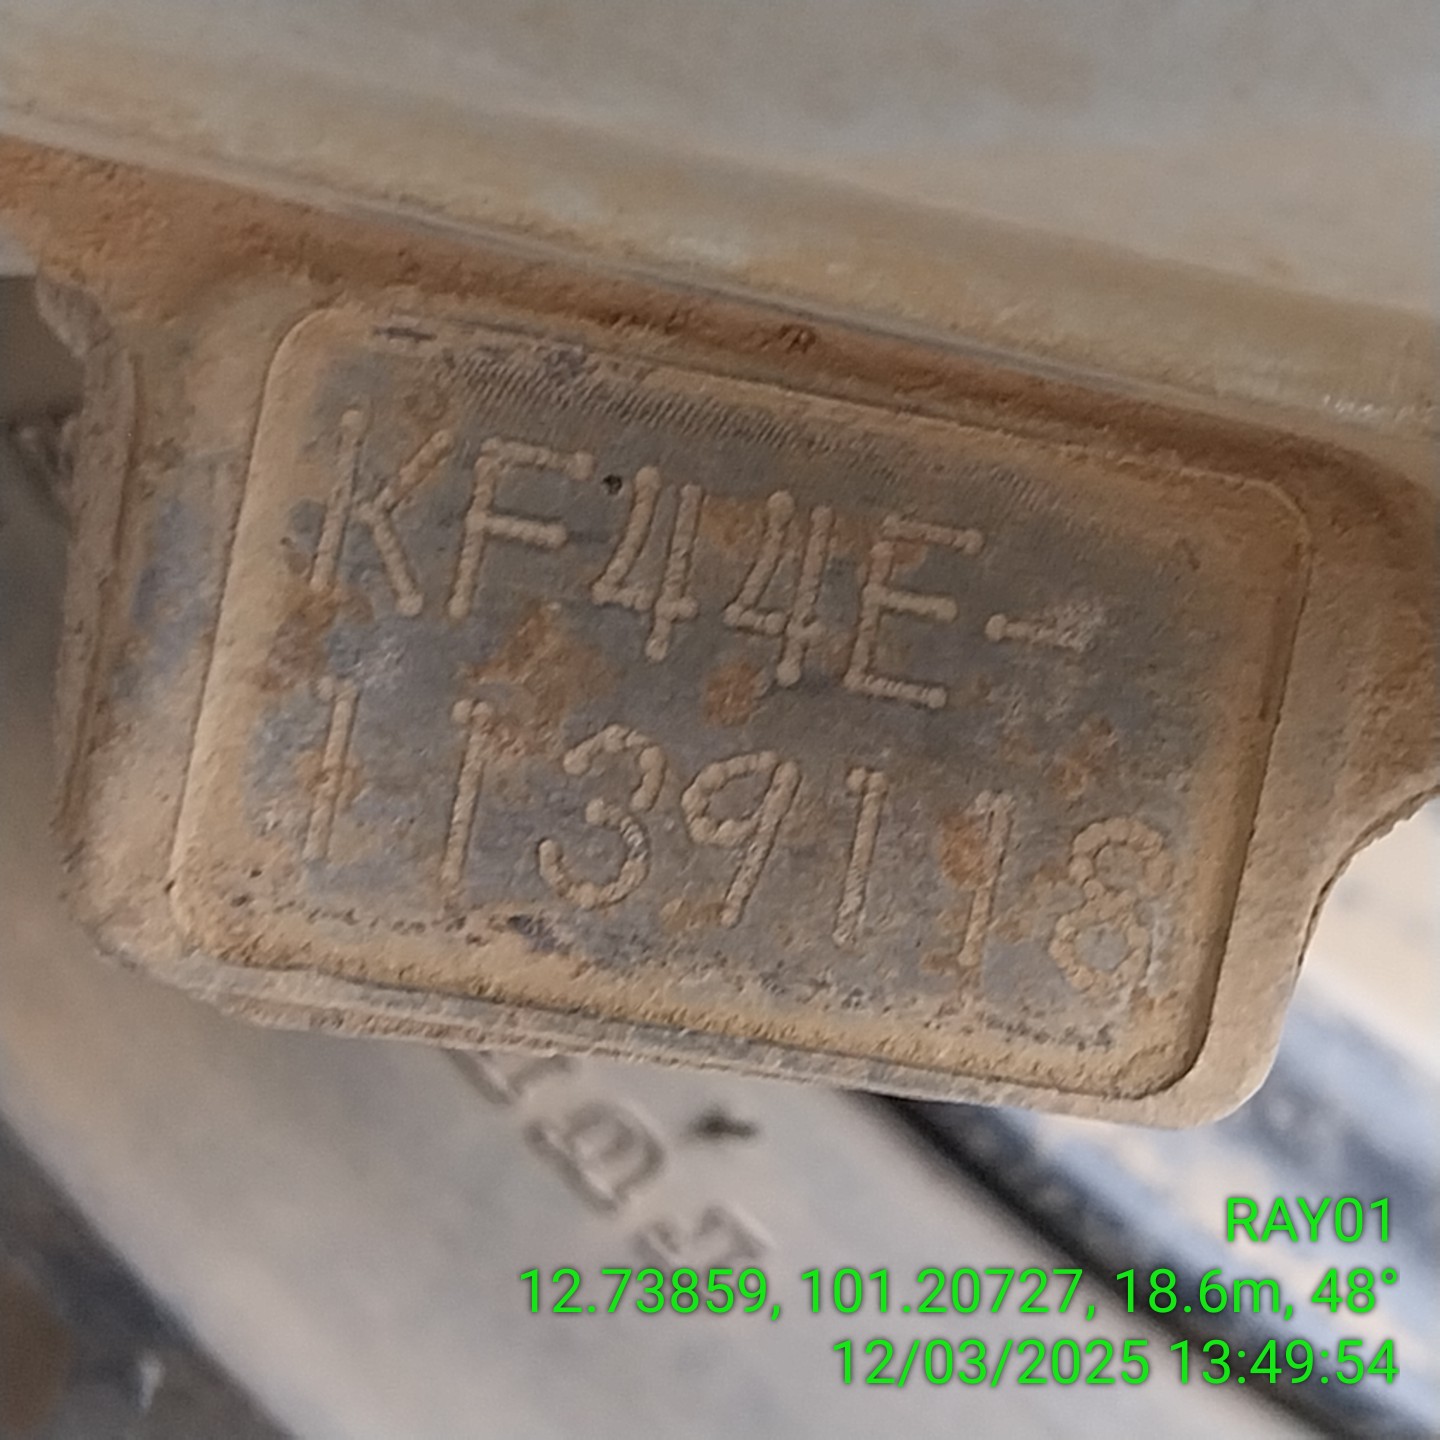 KF44E-
1139118
RAY01
12.73859, 101.20727, 18.6m, 48°
12/03/2025 13:49:54